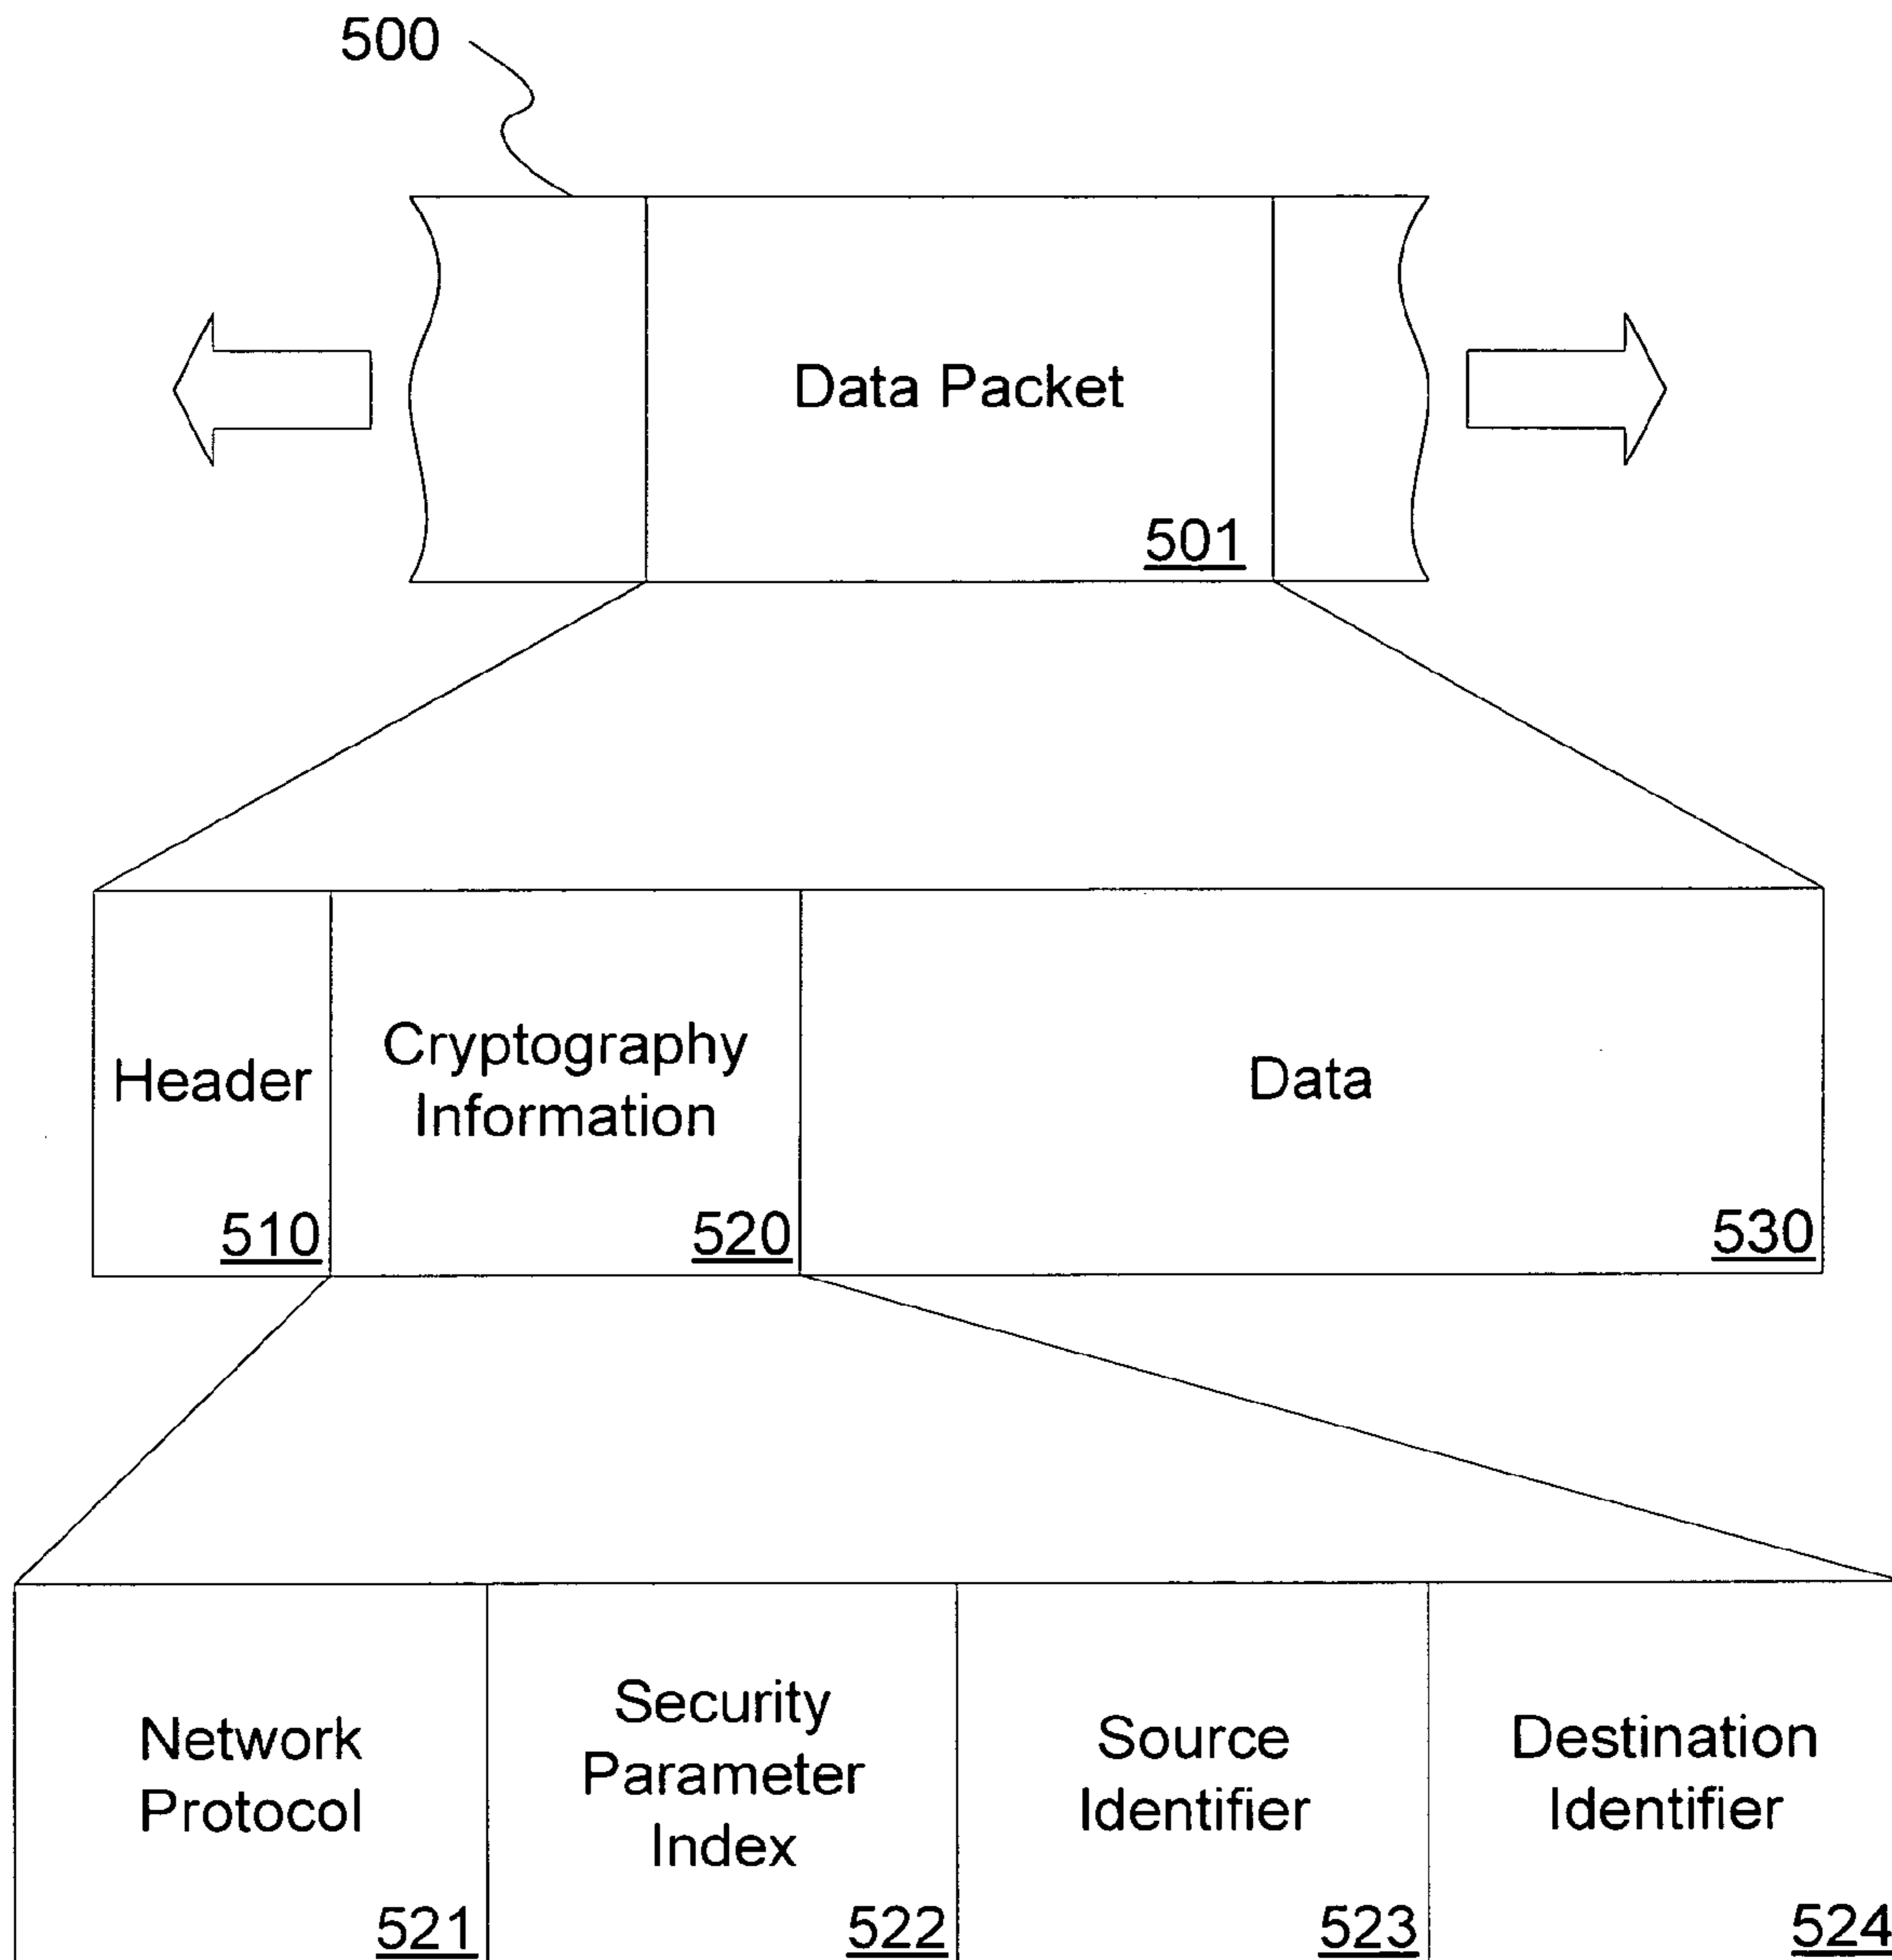 500
Data Packet
501
Header
510
Cryptography
Information
520
Data
530
Network
Protocol
521
Security
Parameter
Index
522
Source
Identifier
523
Destination
Identifier
524